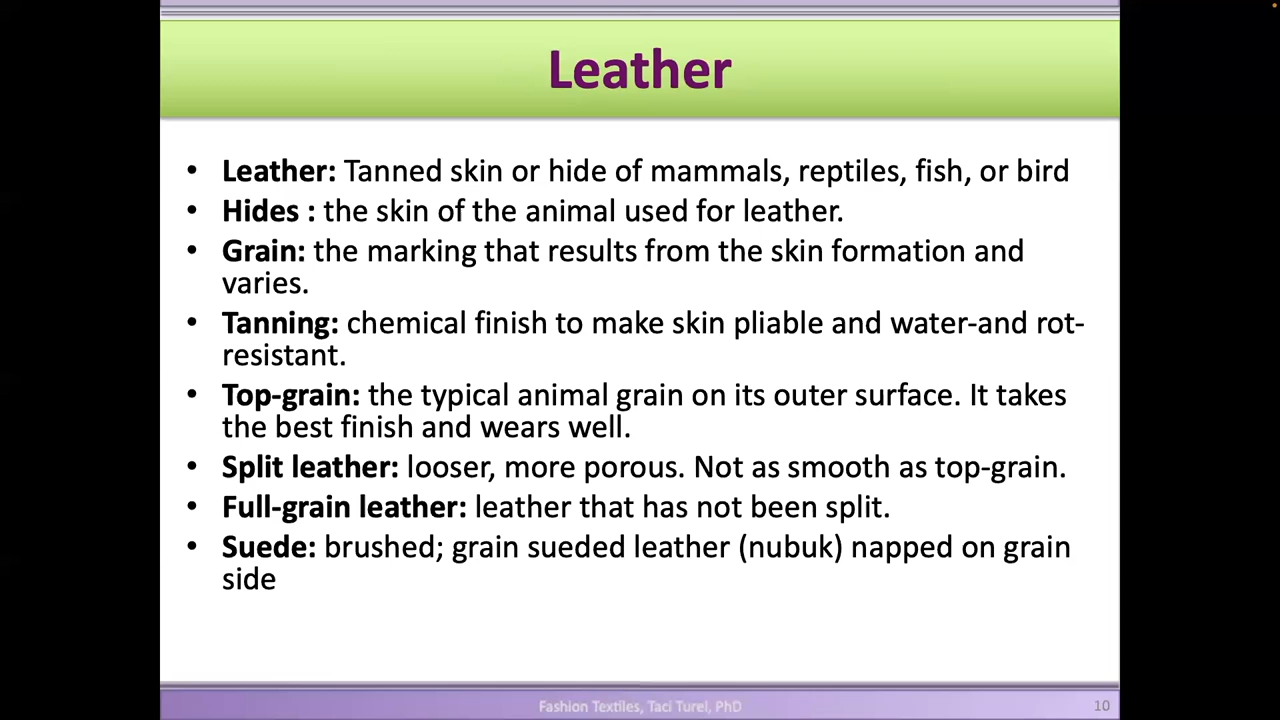 Leather
• Leather: Tanned skin or hide of mammals, reptiles, fish, or bird
• Hides : the skin of the animal used for leather.
• Grain: the marking that results from the skin formation and
varies.
• Tanning: chemical finish to make skin pliable and water-and rot-
resistant.
• Top-grain: the typical animal grain on its outer surface. It takes
the best finish and wears well.
• Split leather: looser, more porous. Not as smooth as top-grain.
• Full-grain leather: leather that has not been split.
• Suede: brushed; grain sueded leather (nubuk) napped on grain
side
Fashion Textiles, Taci Turel, PhD
10